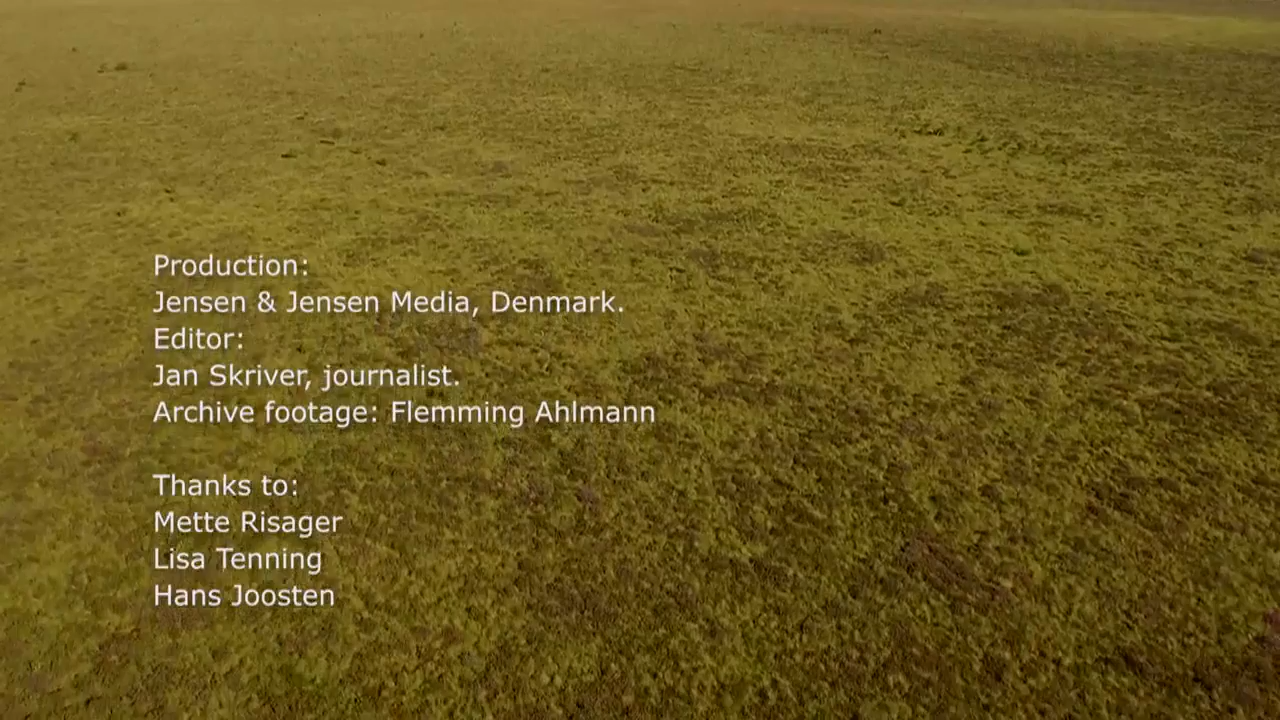 Production:
Jensen & Jensen Media, Denmark.
Editor:
Jan Skriver, journalist.
Archive footage: Flemming Ahlmann
Thanks to:
Mette Risager
Lisa Tenning
Hans Joosten